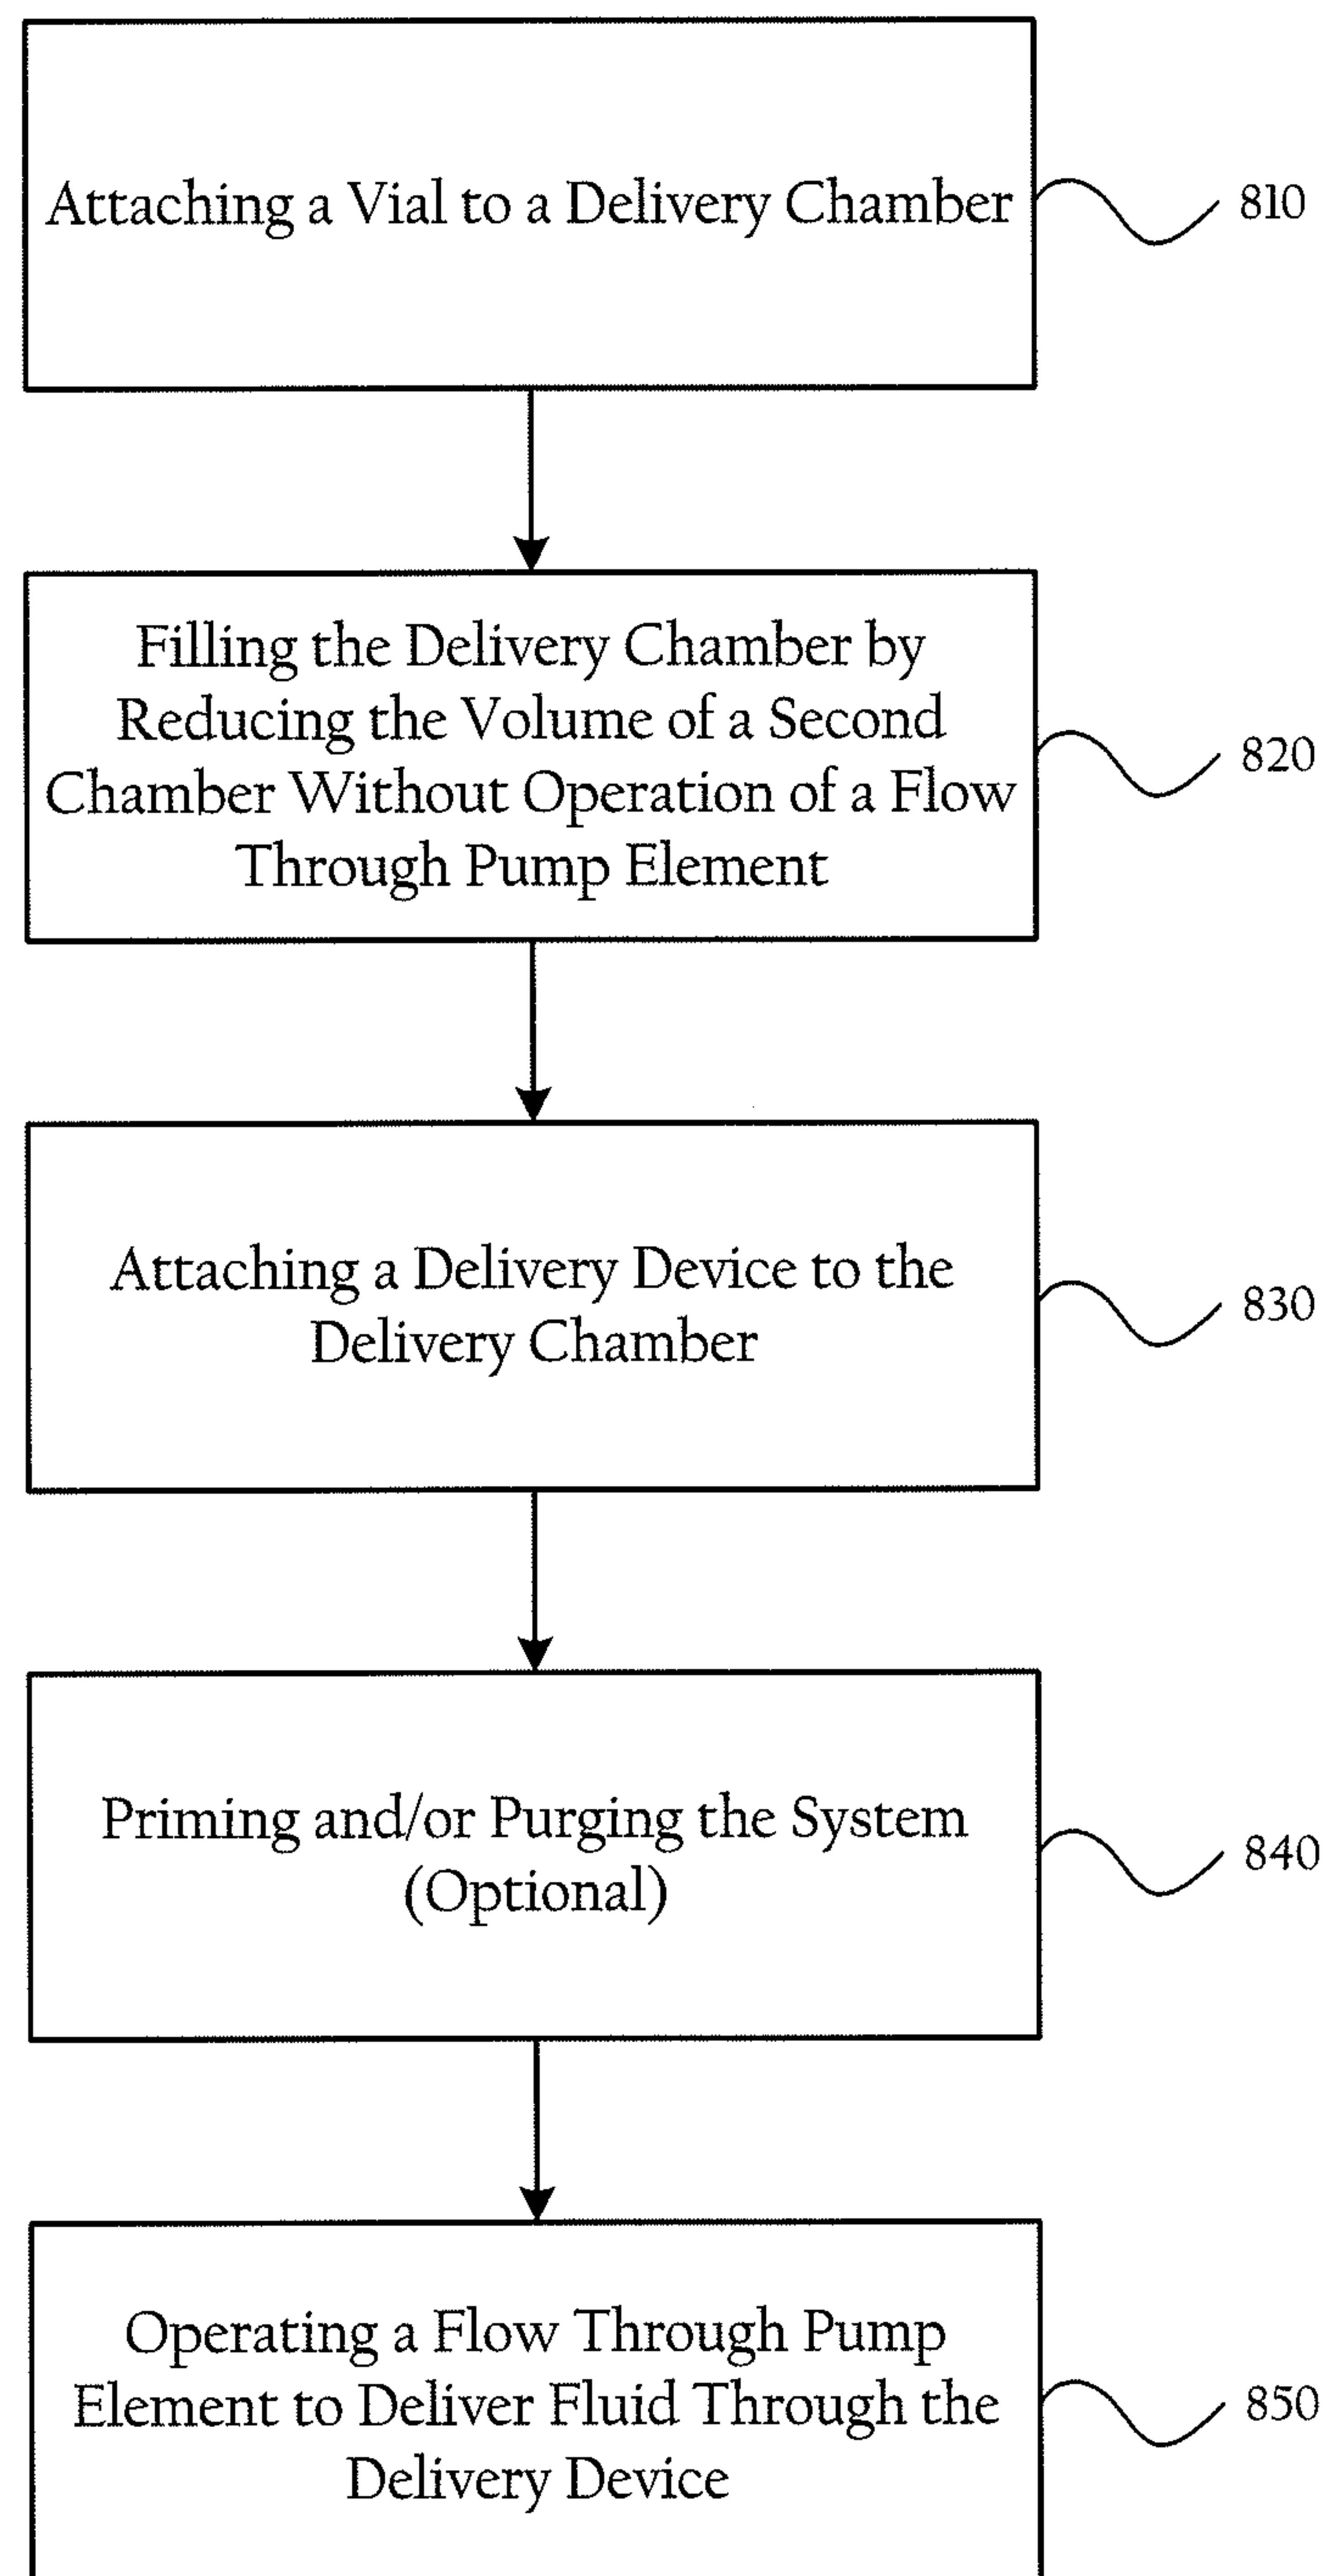 Attaching a Vial to a Delivery Chamber
810
Filling the Delivery Chamber by
Reducing the Volume of a Second
Chamber Without Operation of a Flow
Through Pump Element
820
Attaching a Delivery Device to the
Delivery Chamber
830
Priming and/or Purging the System
(Optional)
840
Operating a Flow Through Pump
Element to Deliver Fluid Through the
Delivery Device
850